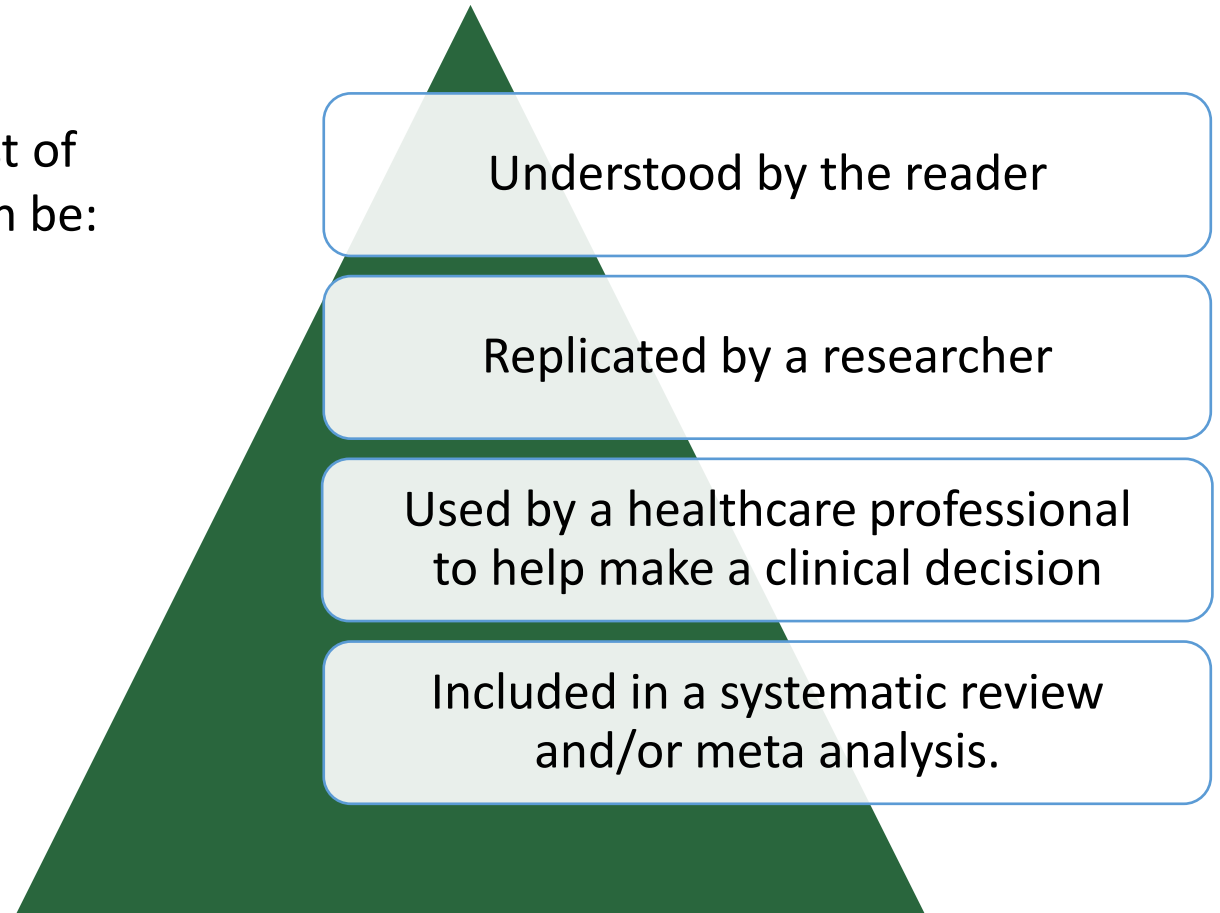 t of
be:
Understood by the reader
Replicated by a researcher
Used by a healthcare professional
to help make a clinical decision
Included in a systematic review
and/or meta analysis.